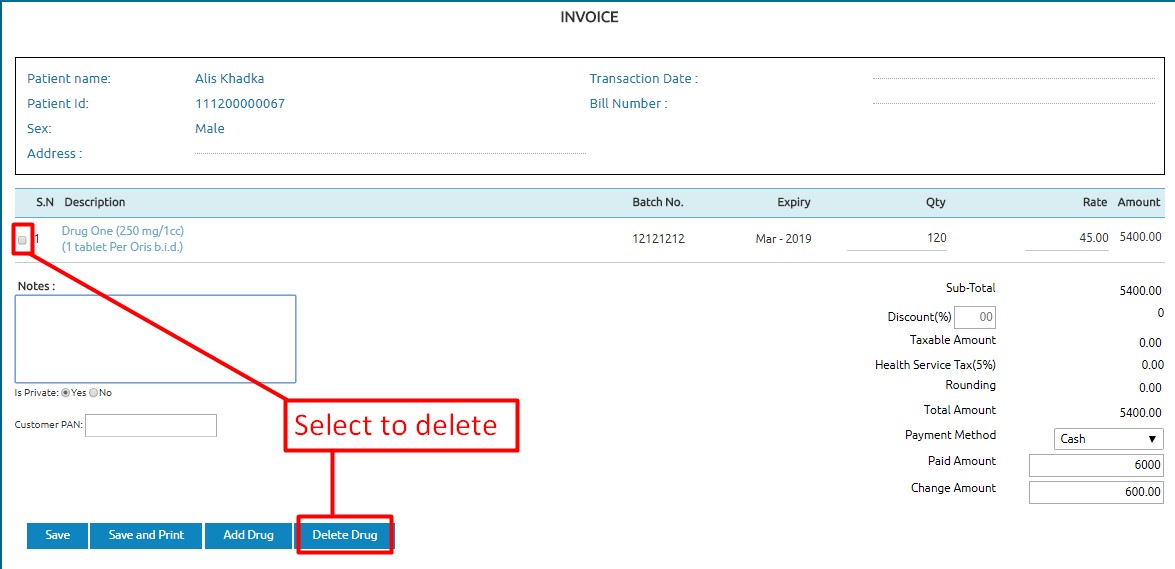 INVOICE
Patient name: Alis Khadka Transaction Date :
Patient Id: 111200000067 Bill Number :
Sex: Male
Address :
S.N Description Batch No. Expiry Qty Rate Amount
1 Drug One (250 mg/1cc) 12121212 Mar - 2019 120 45.00 5400.00
(1 tablet Per Oris b.i.d.)
Notes :
Sub-Total 5400.00
Discount(%) 00 0
Taxable Amount 0.00
Health Service Tax(5%) 0.00
Rounding 0.00
Is Private: Yes No
Total Amount 5400.00
Customer PAN:
Select to delete
Payment Method Cash
Paid Amount 6000
Change Amount 600.00
Save Save and Print Add Drug Delete Drug